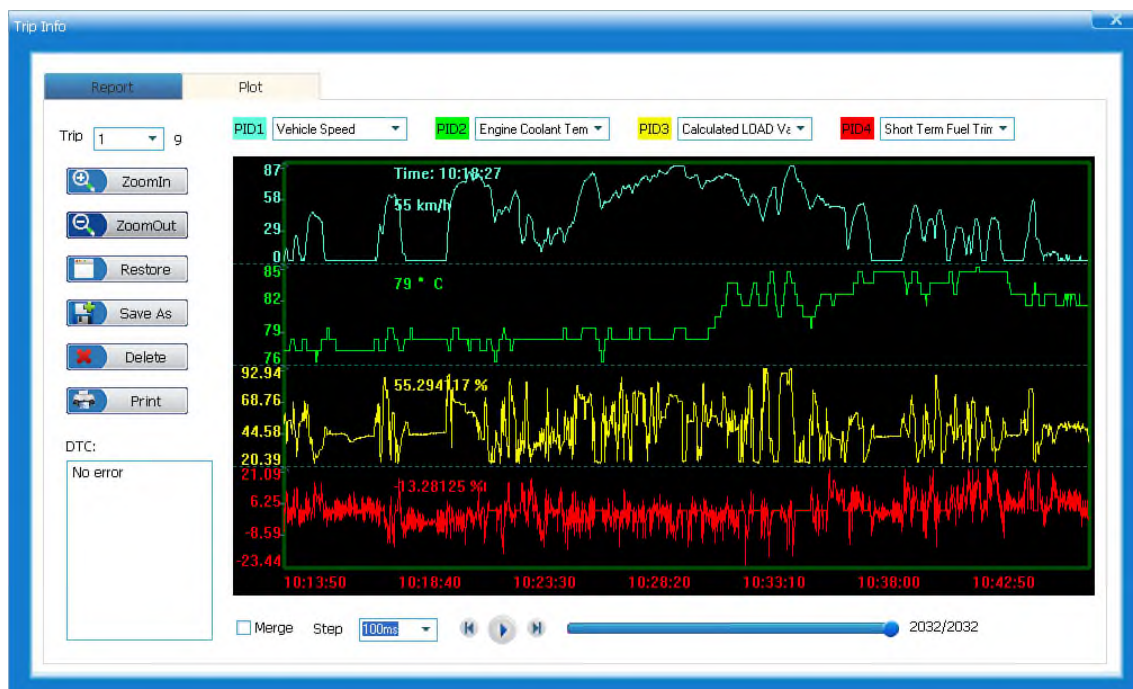 Trip Info
Report
Plot
Trip 1 9
PID1 Vehicle Speed PID2 Engine Coolant Tem PID3 Calculated LOAD Va PID4 Short Term Fuel Trim
ZoomIn
ZoomOut
Restore
Save As
Delete
Print
DTC:
No error
87
58
29
0
Time: 10:18:27
55 km/h
85
82
79
76
79 ° C
92.94
68.76
44.58
20.39
55.294117 %
21.09
6.25
-8.59
-23.44
-13.28125 %
10:13:50 10:18:40 10:23:30 10:28:20 10:33:10 10:38:00 10:42:50
Merge Step 100ms 2032/2032